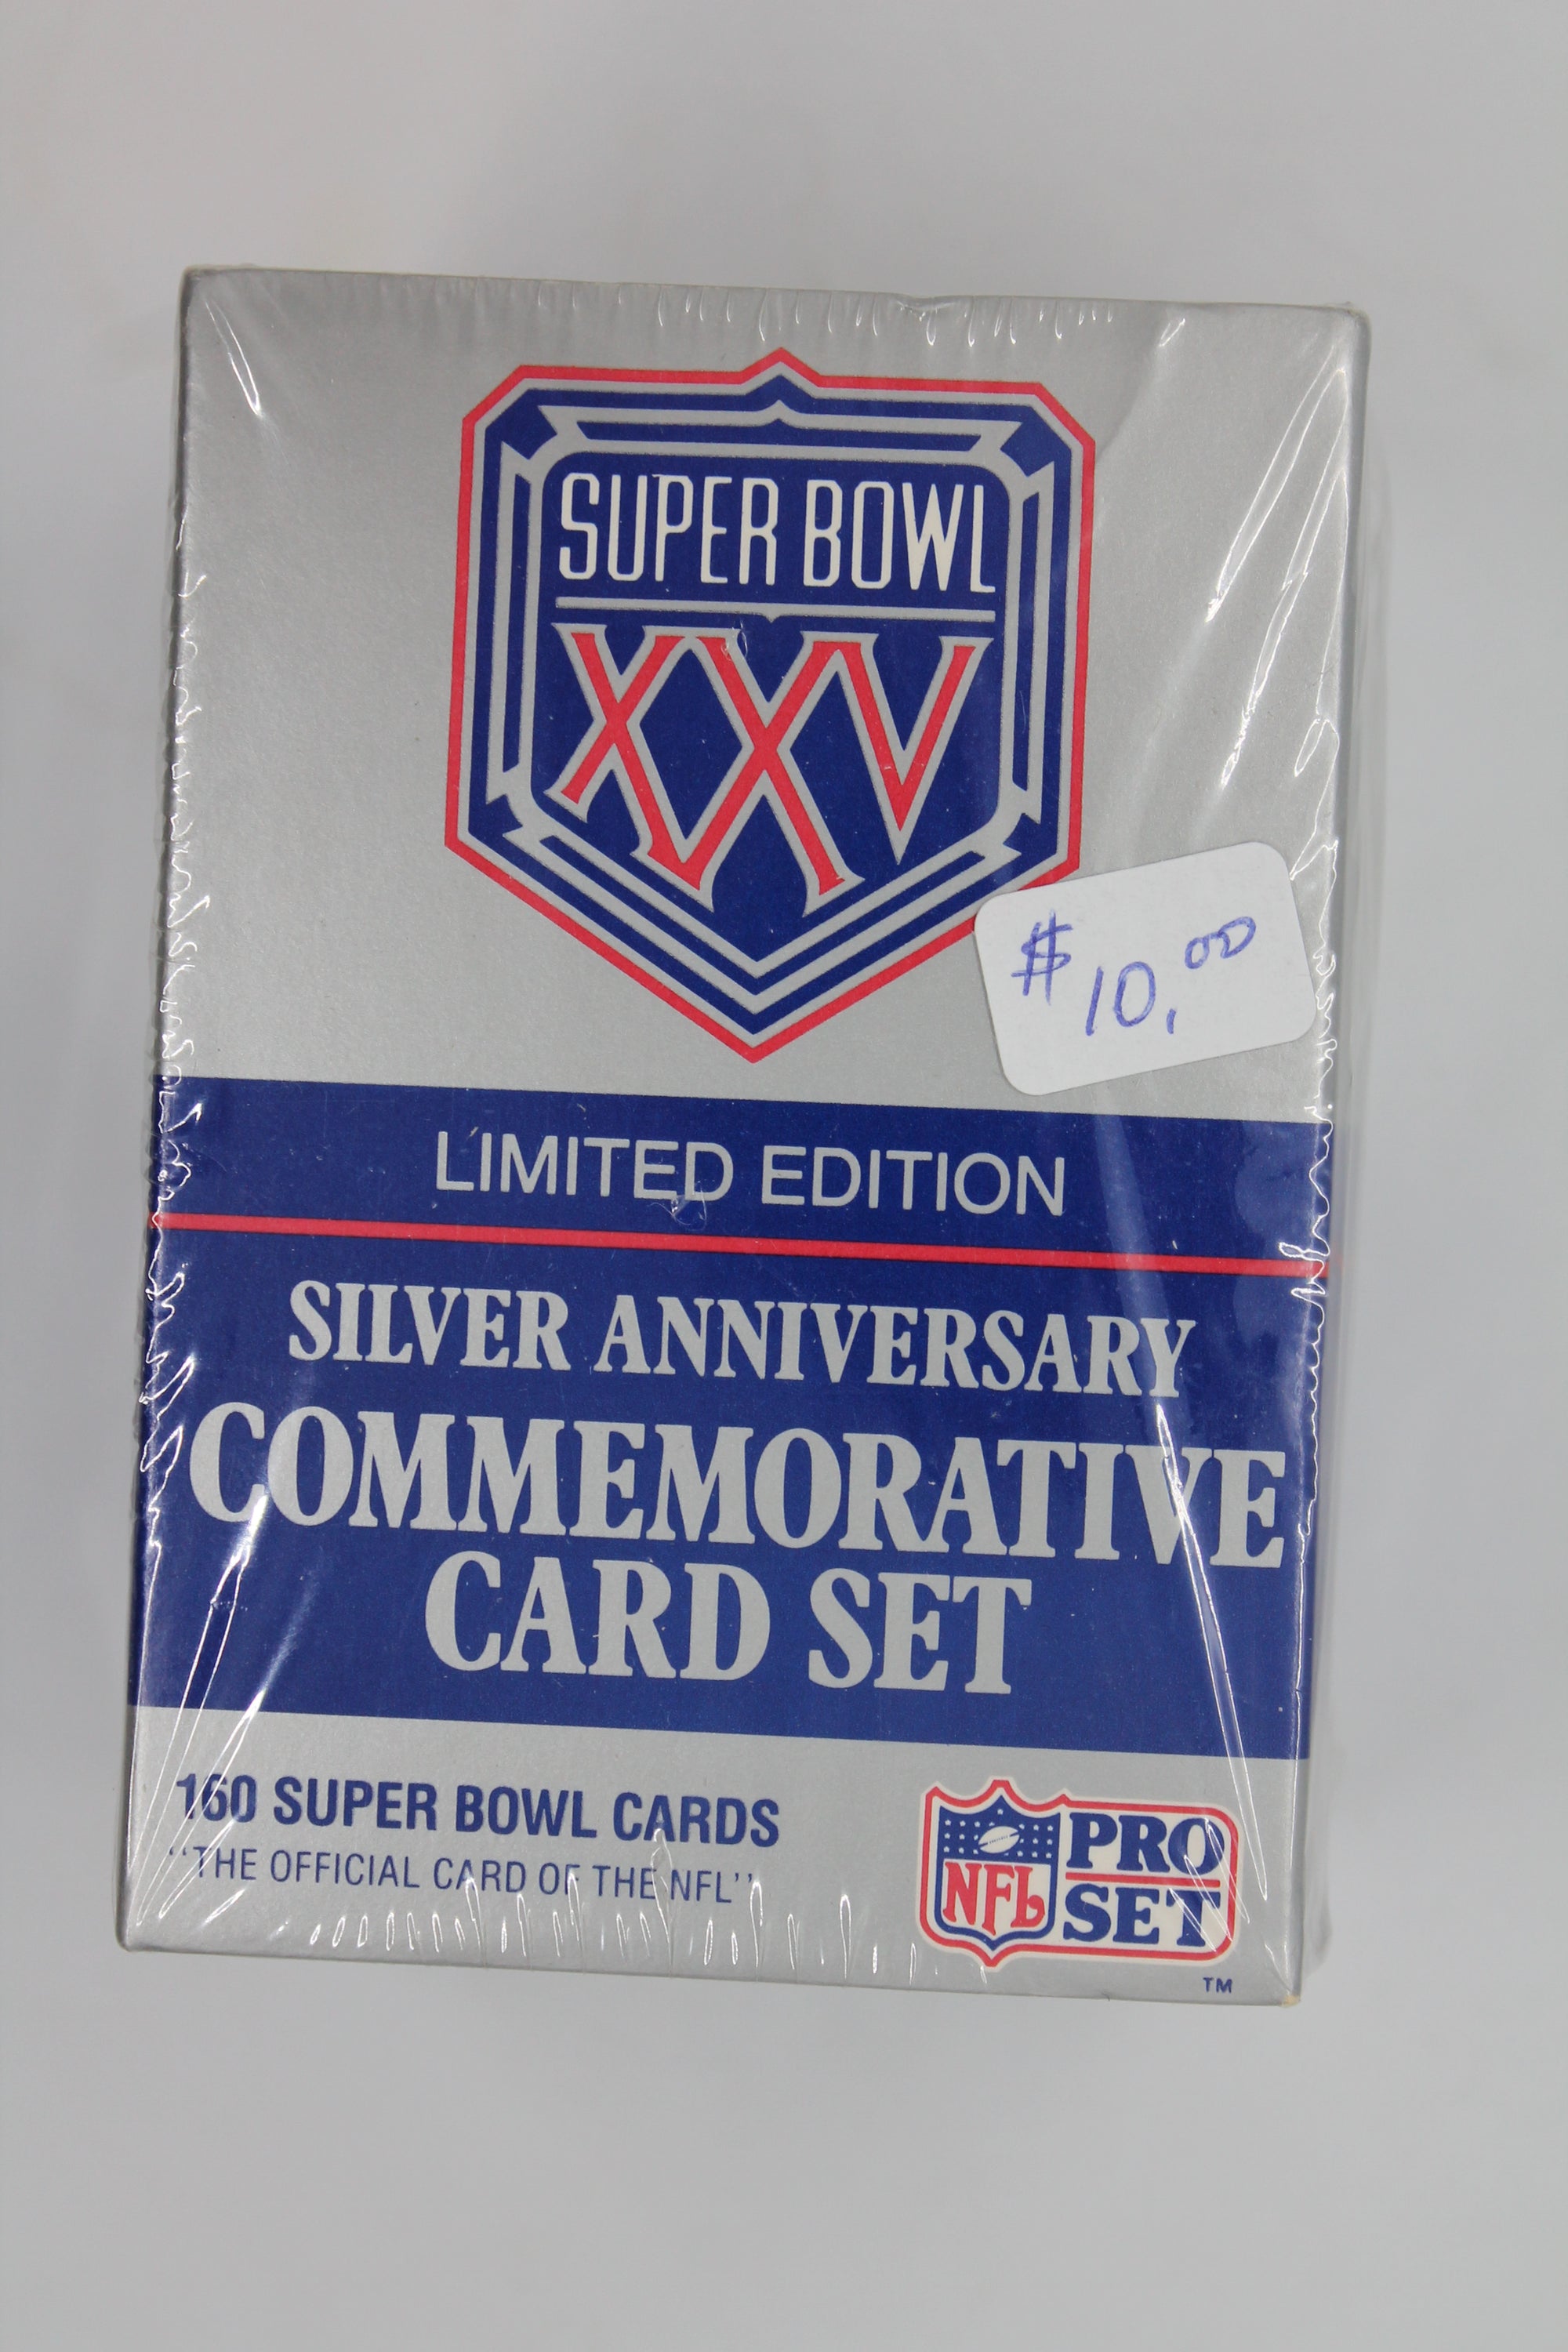 SUPER BOWL
XXV
$10.00
LIMITED EDITION
SILVER ANNIVERSARY
COMMEMORATIVE
CARD SET
160 SUPER BOWL CARDS
"THE OFFICIAL CARD OF THE NFL"
NFL
PRO
SET
TM